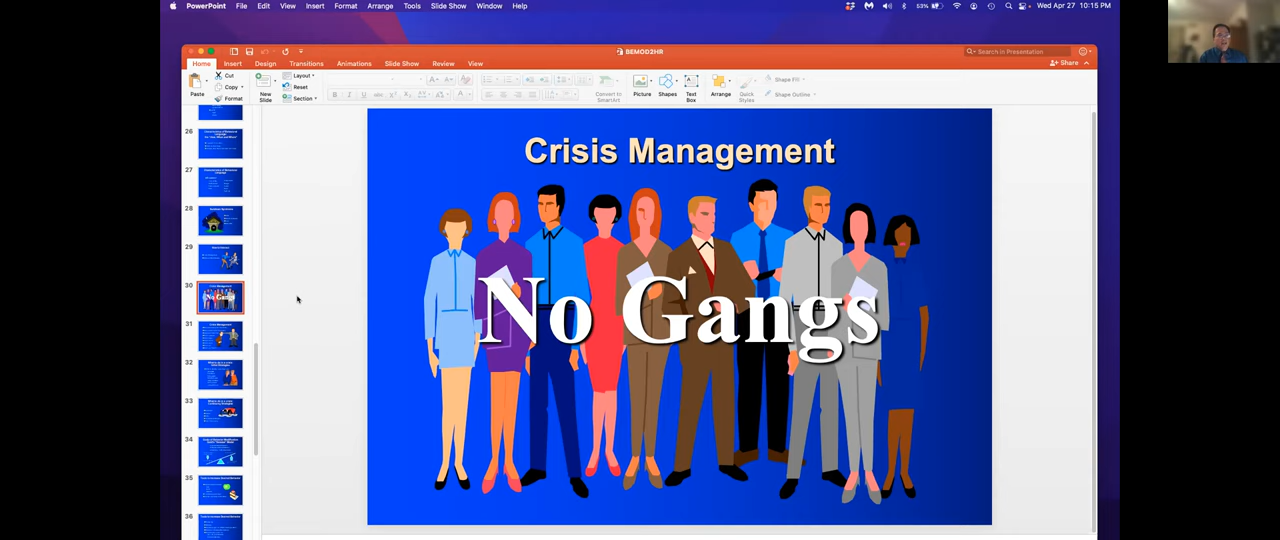 PowerPoint File Edit View Insert Format Arrange Tools Slide Show Window Help
53% Wed Apr 27 10:15 PM
BEMOD2HR
Search in Presentation
Home Insert Design Transitions Animations Slide Show Review View
Share
Paste
Cut
Copy
Format
New
Slide
Layout
Reset
Section
Convert to
SmartArt
Picture
Shapes
Text
Box
Arrange
Quick
Styles
Shape Fill
Shape Outline
26
27
28
29
30
31
32
33
34
35
36
Crisis Management
No Gangs